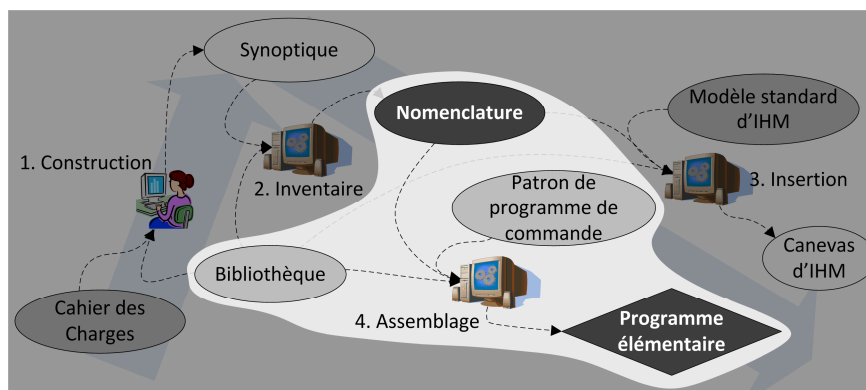 Synoptique
Nomenclature
Modèle standard
d'IHM
1. Construction
2. Inventaire
3. Insertion
Patron de
programme de
commande
Bibliothèque
Canevas
d'IHM
Cahier des
Charges
4. Assemblage
Programme
élémentaire